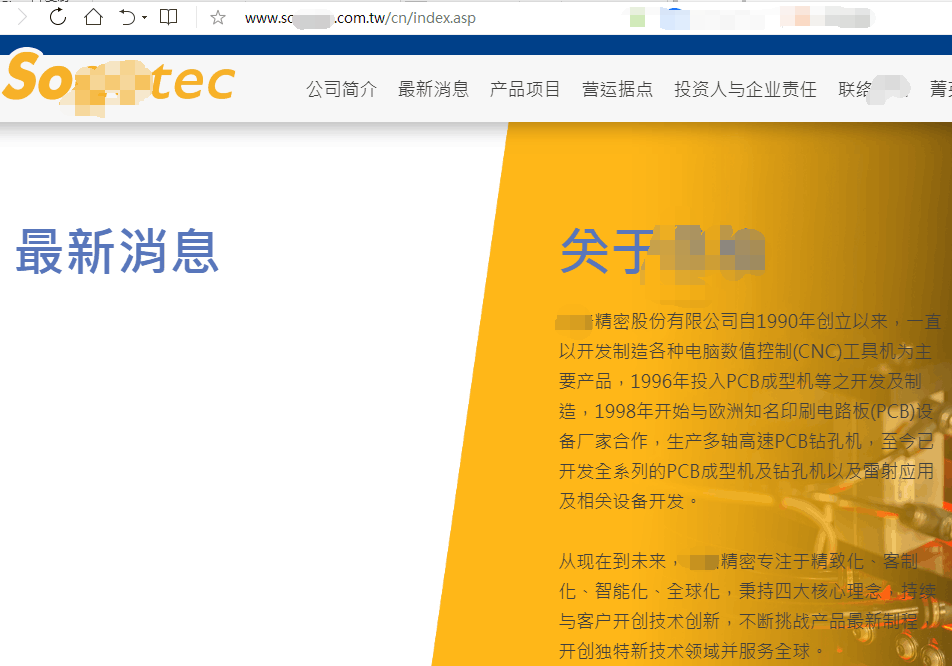 www.so .com.tw/cn/index.asp
So tec
公司简介 最新消息 产品项目 营运据点 投资人与企业责任 联络
最新消息
关于
精密股份有限公司自1990年创立以来，一直
以开发制造各种电脑数值控制(CNC)工具机为主
要产品，1996年投入PCB成型机等之开发及制
造，1998年开始与欧洲知名印刷电路板(PCB)设
备厂家合作，生产多轴高速PCB钻孔机，至今已
开发全系列的PCB成型机及钻孔机以及雷射应用
及相关设备开发。
从现在到未来， 精密专注于精致化、客制
化、智能化、全球化，秉持四大核心理念，持续
与客户开创技术创新，不断挑战产品最新制程，
开创独特新技术领域并服务全球。